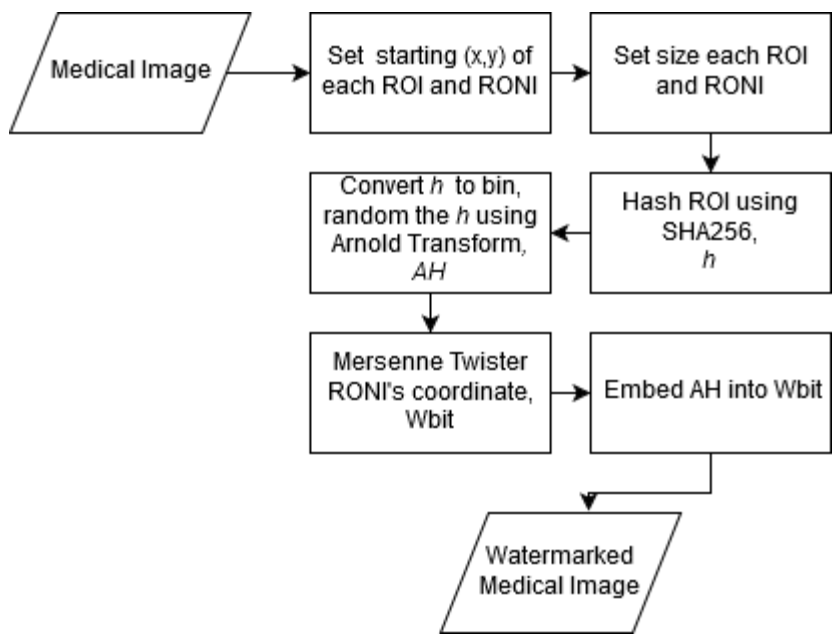 Medical Image
Set starting (x,y) of
each ROI and RONI
Set size each ROI
and RONI
Hash ROI using
SHA256,
h
Convert h to bin,
random the h using
Arnold Transform,
AH
Mersenne Twister
RONI's coordinate,
Wbit
Embed AH into Wbit
Watermarked
Medical Image